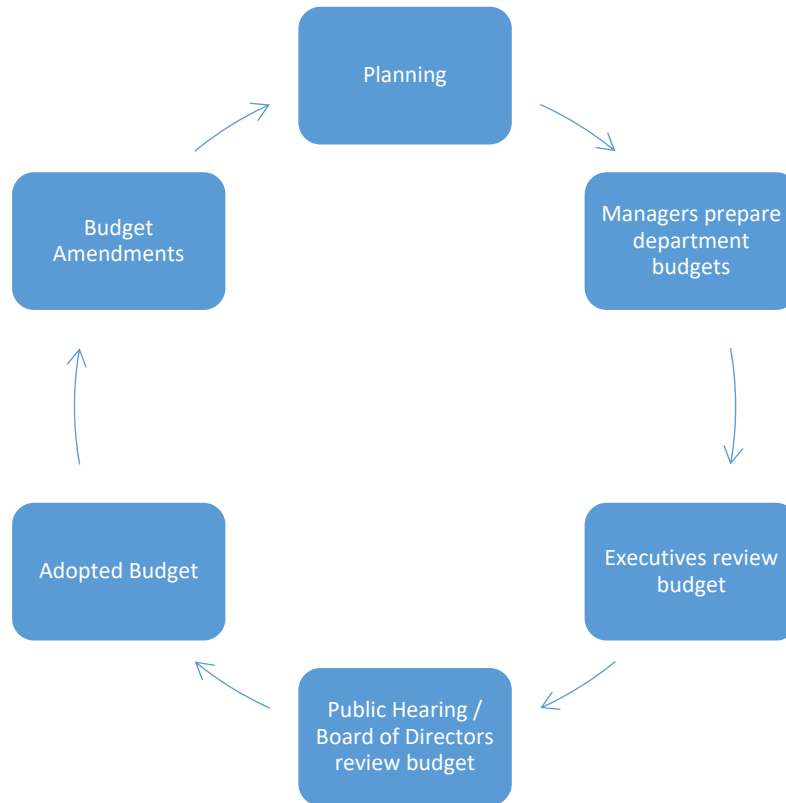 Planning
Managers prepare
department
budgets
Executives review
budget
Public Hearing /
Board of Directors
review budget
Adopted Budget
Budget
Amendments